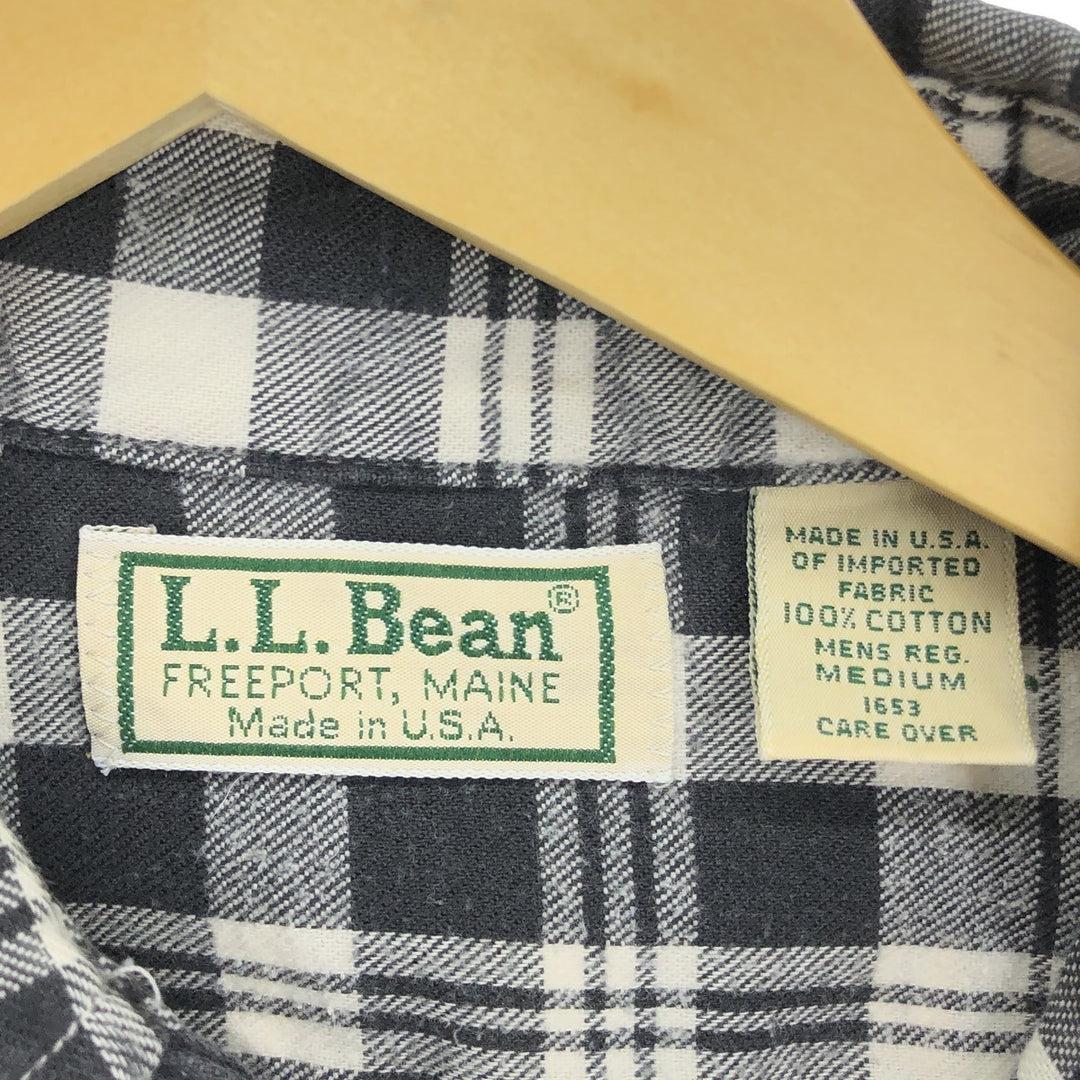 L.L.Bean®
FREEPORT, MAINE
Made in U.S.A.
MADE IN U.S.A.
OF IMPORTED
FABRIC
100% COTTON
MENS REG.
MEDIUM
1653
CARE OVER